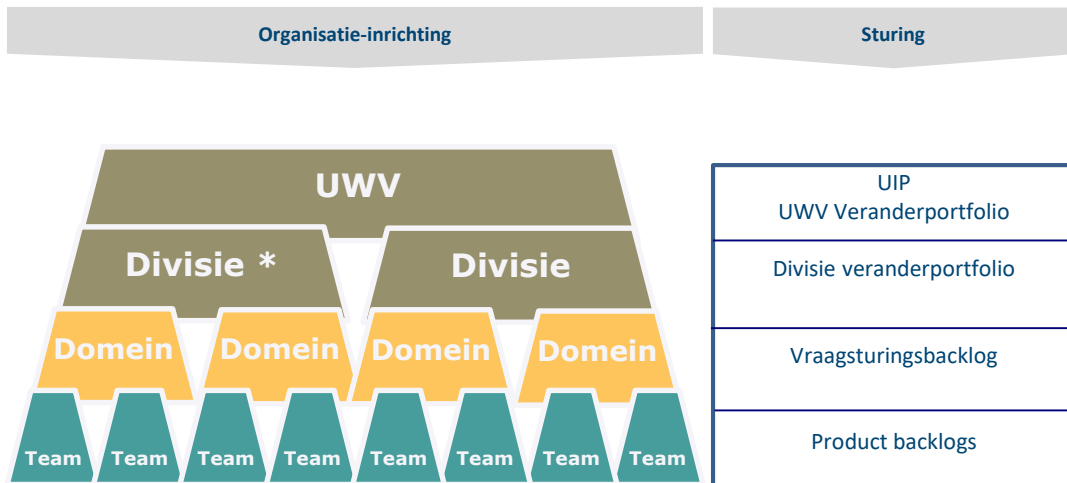 Organisatie-inrichting
Sturing
UWV
UIP
UWV Veranderportfolio
Divisie *
Divisie
Divisie veranderportfolio
Domein
Domein
Domein
Domein
Vraagsturingsbacklog
Team
Team
Team
Team
Team
Team
Team
Team
Product backlogs